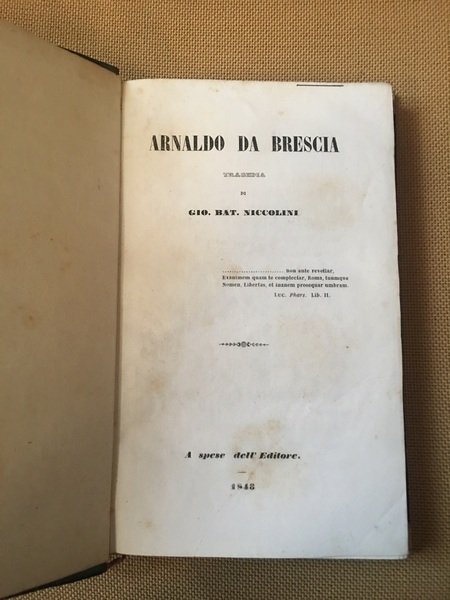 ARNALDO DA BRESCIA
TRAGEDIA
DI
GIO. BAT. NICCOLINI
........................... non ante revellar,
Exanimem quam te complectar, Roma, tuumque
Nomen, Libertas, et inanem prosequar umbram.
LUC. Phars. Lib. II.
A spese dell' Editore.
1848